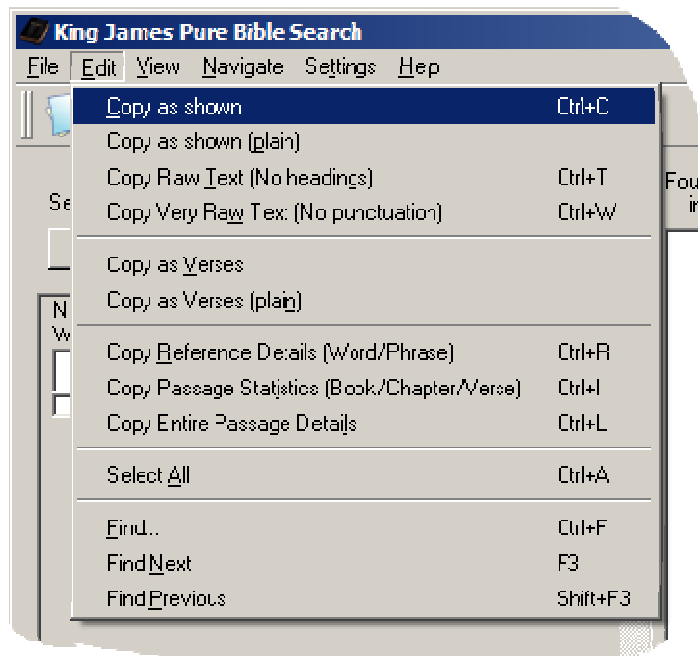 King James Pure Bible Search
File Edit View Navigate Settings Help
Copy as shown Ctrl+C
Copy as shown (plain)
Copy Raw Text (No headings) Ctrl+T
Copy Very Raw Text (No punctuation) Ctrl+W
Copy as Verses
Copy as Verses (plain)
Copy Reference Details (Word/Phrase) Ctrl+R
Copy Passage Statistics (Book/Chapter/Verse) Ctrl+I
Copy Entire Passage Details Ctrl+L
Select All Ctrl+A
Find... Ctrl+F
Find Next F3
Find Previous Shift+F3